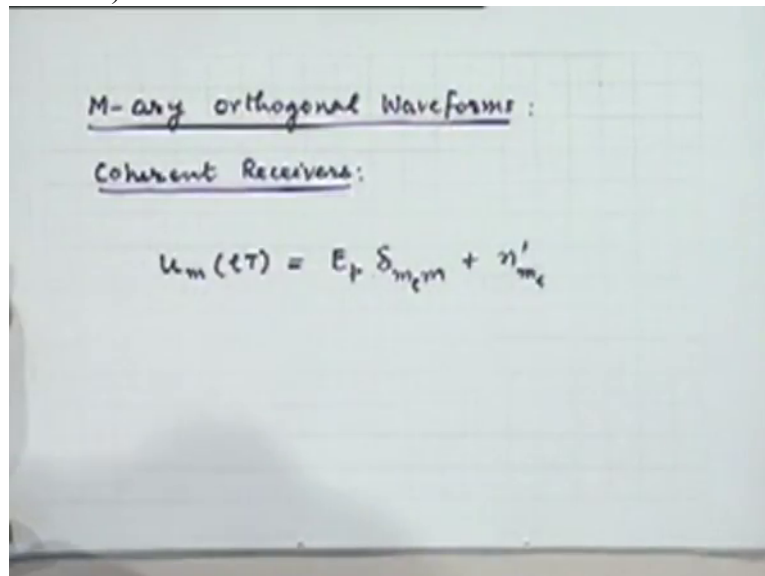 M-ary orthogonal Waveforms :
Coherent Receivers :
u_m(ℓT) = E_p δ_{m_ℓ m} + n'_{m_ℓ}